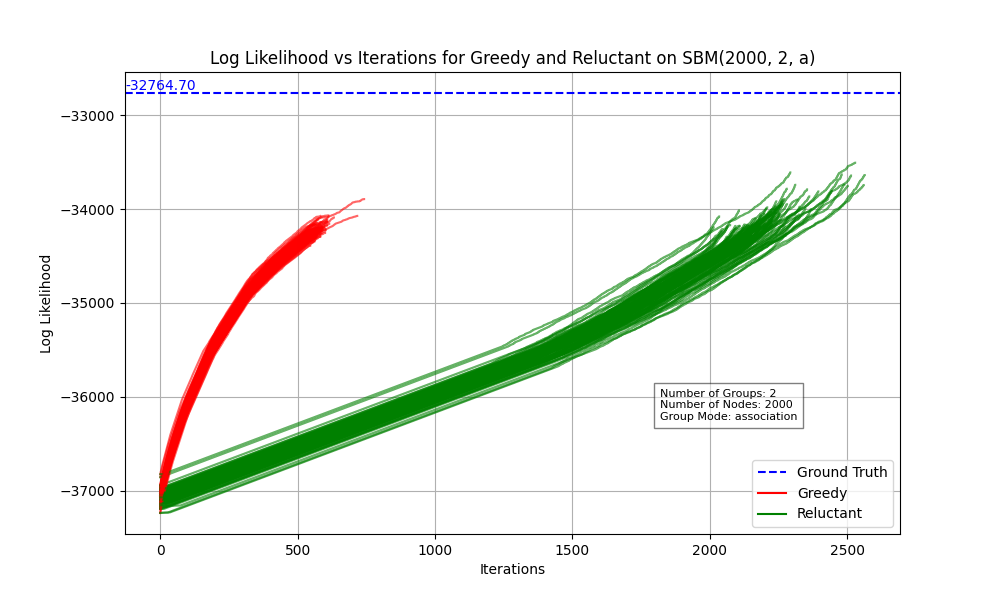 Log Likelihood vs Iterations for Greedy and Reluctant on SBM(2000, 2, a)
-32764.70
−33000
−34000
−35000
−36000
−37000
Log Likelihood
Number of Groups: 2
Number of Nodes: 2000
Group Mode: association
Ground Truth
Greedy
Reluctant
0
500
1000
1500
2000
2500
Iterations